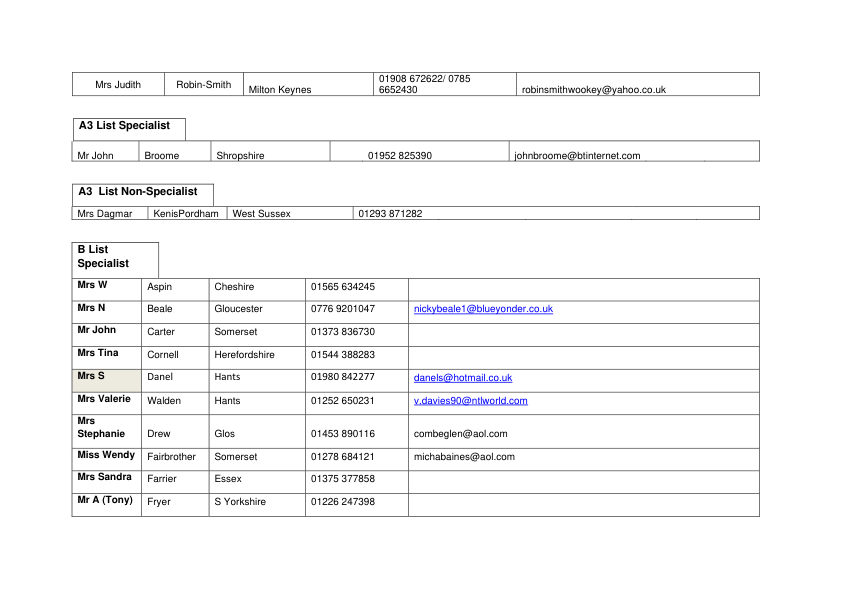 Mrs Judith Robin-Smith Milton Keynes 01908 672622/ 0785
6652430 robinsmithwookey@yahoo.co.uk
A3 List Specialist
Mr John Broome Shropshire 01952 825390 johnbroome@btinternet.com
A3 List Non-Specialist
Mrs Dagmar KenisPordham West Sussex 01293 871282
B List
Specialist
Mrs W Aspin Cheshire 01565 634245
Mrs N Beale Gloucester 0776 9201047 nickybeale1@blueyonder.co.uk
Mr John Carter Somerset 01373 836730
Mrs Tina Cornell Herefordshire 01544 388283
Mrs S Danel Hants 01980 842277 danels@hotmail.co.uk
Mrs Valerie Walden Hants 01252 650231 v.davies90@ntlworld.com
Mrs
Stephanie Drew Glos 01453 890116 combeglen@aol.com
Miss Wendy Fairbrother Somerset 01278 684121 michabaines@aol.com
Mrs Sandra Farrier Essex 01375 377858
Mr A (Tony) Fryer S Yorkshire 01226 247398